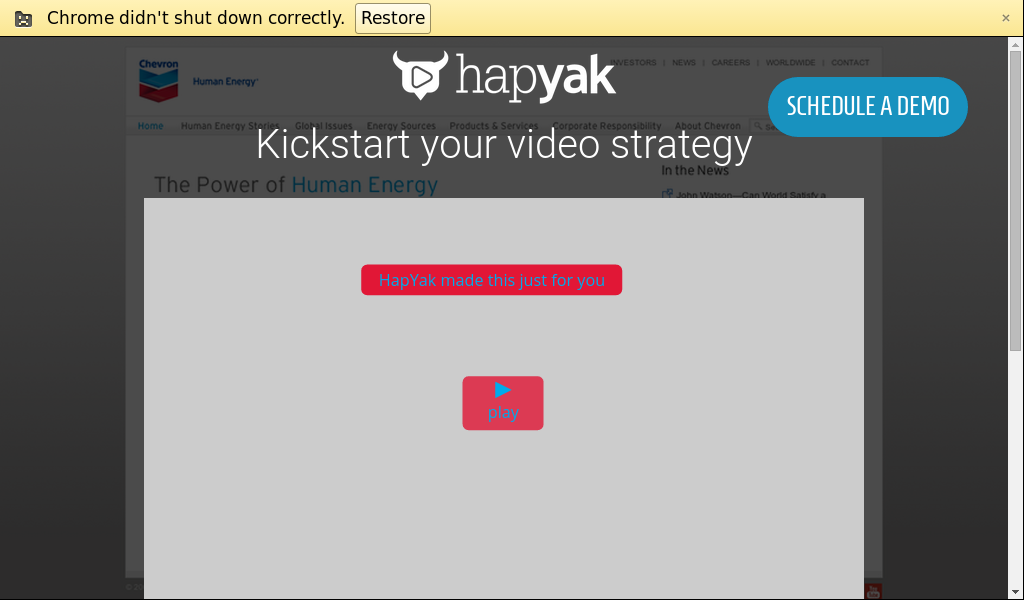 Chrome didn't shut down correctly. Restore
Chevron
Human Energy
hapyak
INVESTORS | NEWS | CAREERS | WORLDWIDE | CONTACT
SCHEDULE A DEMO
Home Human Energy Stories Global Issues Energy Sources Products & Services Corporate Responsibility About Chevron
Kickstart your video strategy
In the News
The Power of Human Energy
John Watson—Can World Satisfy a
HapYak made this just for you
play